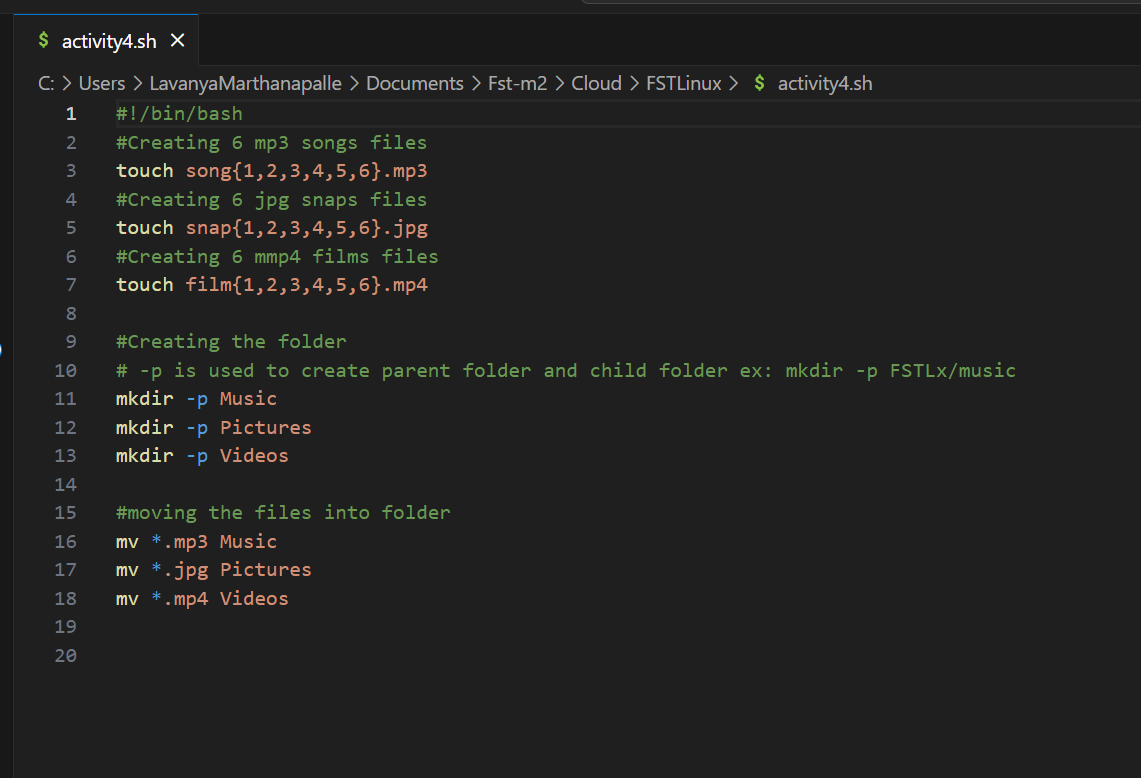 $ activity4.sh ×
C: > Users > LavanyaMarthanapalle > Documents > Fst-m2 > Cloud > FSTLinux > $ activity4.sh
1 #!/bin/bash
2 #Creating 6 mp3 songs files
3 touch song{1,2,3,4,5,6}.mp3
4 #Creating 6 jpg snaps files
5 touch snap{1,2,3,4,5,6}.jpg
6 #Creating 6 mmp4 films files
7 touch film{1,2,3,4,5,6}.mp4
8
9 #Creating the folder
10 # -p is used to create parent folder and child folder ex: mkdir -p FSTLx/music
11 mkdir -p Music
12 mkdir -p Pictures
13 mkdir -p Videos
14
15 #moving the files into folder
16 mv *.mp3 Music
17 mv *.jpg Pictures
18 mv *.mp4 Videos
19
20